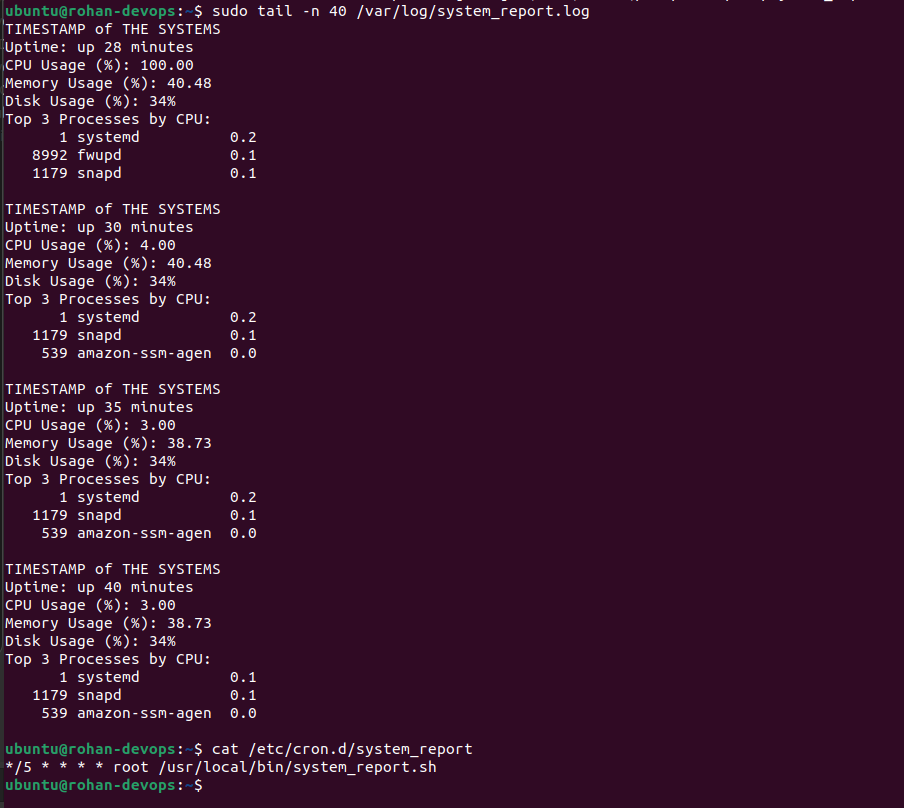 ubuntu@rohan-devops:~$ sudo tail -n 40 /var/log/system_report.log
TIMESTAMP of THE SYSTEMS
Uptime: up 28 minutes
CPU Usage (%): 100.00
Memory Usage (%): 40.48
Disk Usage (%): 34%
Top 3 Processes by CPU:
      1 systemd          0.2
   8992 fwupd            0.1
   1179 snapd            0.1

TIMESTAMP of THE SYSTEMS
Uptime: up 30 minutes
CPU Usage (%): 4.00
Memory Usage (%): 40.48
Disk Usage (%): 34%
Top 3 Processes by CPU:
      1 systemd          0.2
   1179 snapd            0.1
    539 amazon-ssm-agen  0.0

TIMESTAMP of THE SYSTEMS
Uptime: up 35 minutes
CPU Usage (%): 3.00
Memory Usage (%): 38.73
Disk Usage (%): 34%
Top 3 Processes by CPU:
      1 systemd          0.2
   1179 snapd            0.1
    539 amazon-ssm-agen  0.0

TIMESTAMP of THE SYSTEMS
Uptime: up 40 minutes
CPU Usage (%): 3.00
Memory Usage (%): 38.73
Disk Usage (%): 34%
Top 3 Processes by CPU:
      1 systemd          0.1
   1179 snapd            0.1
    539 amazon-ssm-agen  0.0

ubuntu@rohan-devops:~$ cat /etc/cron.d/system_report
*/5 * * * * root /usr/local/bin/system_report.sh
ubuntu@rohan-devops:~$